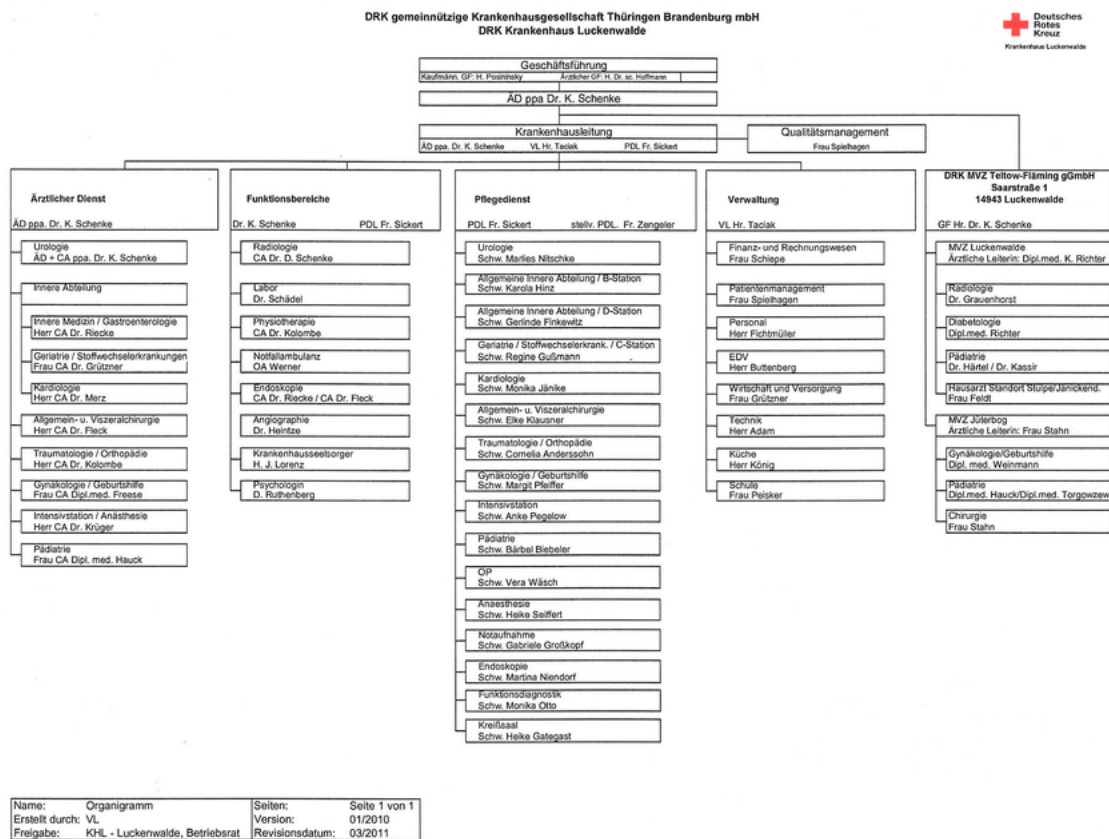 DRK gemeinnützige Krankenhausgesellschaft Thüringen Brandenburg mbH
DRK Krankenhaus Luckenwalde
Deutsches
Rotes
Kreuz
Krankenhaus Luckenwalde
Geschäftsführung
Kaufmänn. GF: H. Posininsky Ärztlicher GF: H. Dr. sc. Hoffmann
ÄD ppa Dr. K. Schenke
Krankenhausleitung
ÄD ppa. Dr. K. Schenke VL Hr. Taciak PDL Fr. Sickert
Qualitätsmanagement
Frau Spielhagen
Ärztlicher Dienst
ÄD ppa. Dr. K. Schenke
Urologie
ÄD + CA ppa. Dr. K. Schenke
Innere Abteilung
Innere Medizin / Gastroenterologie
Herr CA Dr. Riecke
Geriatrie / Stoffwechselerkrankungen
Frau CA Dr. Grützner
Kardiologie
Herr CA Dr. Merz
Allgemein- u. Viszeralchirurgie
Herr CA Dr. Fleck
Traumatologie / Orthopädie
Herr CA Dr. Kolombe
Gynäkologie / Geburtshilfe
Frau CA Dipl.med. Freese
Intensivstation / Anästhesie
Herr CA Dr. Krüger
Pädiatrie
Frau CA Dipl. med. Hauck
Funktionsbereiche
Dr. K. Schenke PDL Fr. Sickert
Radiologie
CA Dr. D. Schenke
Labor
Dr. Schädel
Physiotherapie
CA Dr. Kolombe
Notfallambulanz
OA Werner
Endoskopie
CA Dr. Riecke / CA Dr. Fleck
Angiographie
Dr. Heintze
Krankenhausseelsorger
H. J. Lorenz
Psychologin
D. Ruthenberg
Pflegedienst
PDL Fr. Sickert stellv. PDL. Fr. Zengeler
Urologie
Schw. Marlies Nitschke
Allgemeine Innere Abteilung / B-Station
Schw. Karola Hinz
Allgemeine Innere Abteilung / D-Station
Schw. Gerlinde Finkewitz
Geriatrie / Stoffwechselerkrank. / C-Station
Schw. Regine Gußmann
Kardiologie
Schw. Monika Jänike
Allgemein- u. Viszeralchirurgie
Schw. Elke Klausner
Traumatologie / Orthopädie
Schw. Cornelia Anderssohn
Gynäkologie / Geburtshilfe
Schw. Margit Pfeiffer
Intensivstation
Schw. Anke Pegelow
Pädiatrie
Schw. Bärbel Biebeler
OP
Schw. Vera Wäsch
Anaesthesie
Schw. Heike Seiffert
Notaufnahme
Schw. Gabriele Großkopf
Endoskopie
Schw. Martina Niendorf
Funktionsdiagnostik
Schw. Monika Otto
Kreißsaal
Schw. Heike Gategast
Verwaltung
VL Hr. Taciak
Finanz- und Rechnungswesen
Frau Schiepe
Patientenmanagement
Frau Spielhagen
Personal
Herr Fichtmüller
EDV
Herr Buttenberg
Wirtschaft und Versorgung
Frau Grützner
Technik
Herr Adam
Küche
Herr König
Schule
Frau Peisker
DRK MVZ Teltow-Fläming gGmbH
Saarstraße 1
14943 Luckenwalde
GF Hr. Dr. K. Schenke
MVZ Luckenwalde
Ärztliche Leiterin: Dipl.med. K. Richter
Radiologie
Dr. Grauenhorst
Diabetologie
Dipl.med. Richter
Pädiatrie
Dr. Härtel / Dr. Kassir
Hausarzt Standort Stülpe/Jänickend.
Frau Feldt
MVZ Jüterbog
Ärztliche Leiterin: Frau Stahn
Gynäkologie/Geburtshilfe
Dipl. med. Weinmann
Pädiatrie
Dipl.med. Hauck/Dipl.med. Torgowzew
Chirurgie
Frau Stahn
Name: Organigramm Seiten: Seite 1 von 1
Erstellt durch: VL Version: 01/2010
Freigabe: KHL - Luckenwalde, Betriebsrat Revisionsdatum: 03/2011